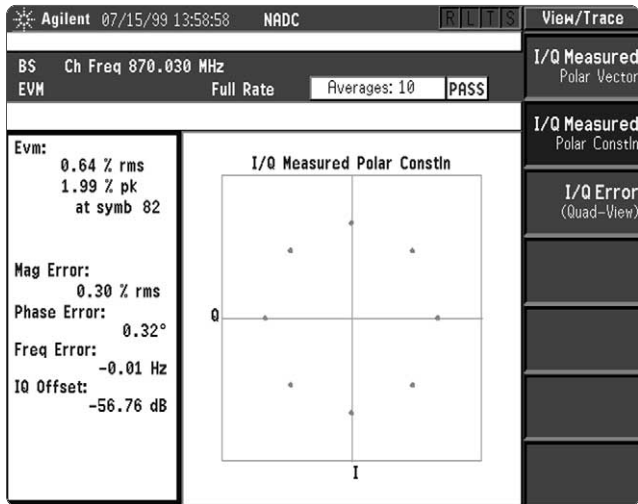 Agilent 07/15/99 13:58:58 NADC R L T S
View/Trace
BS Ch Freq 870.030 MHz
EVM Full Rate Averages: 10 PASS
I/Q Measured
Polar Vector
I/Q Measured
Polar Constln
I/Q Error
(Quad-View)
Evm:
0.64 % rms
1.99 % pk
at symb 82
Mag Error:
0.30 % rms
Phase Error:
0.32°
Freq Error:
-0.01 Hz
IQ Offset:
-56.76 dB
I/Q Measured Polar Constln
Q
I